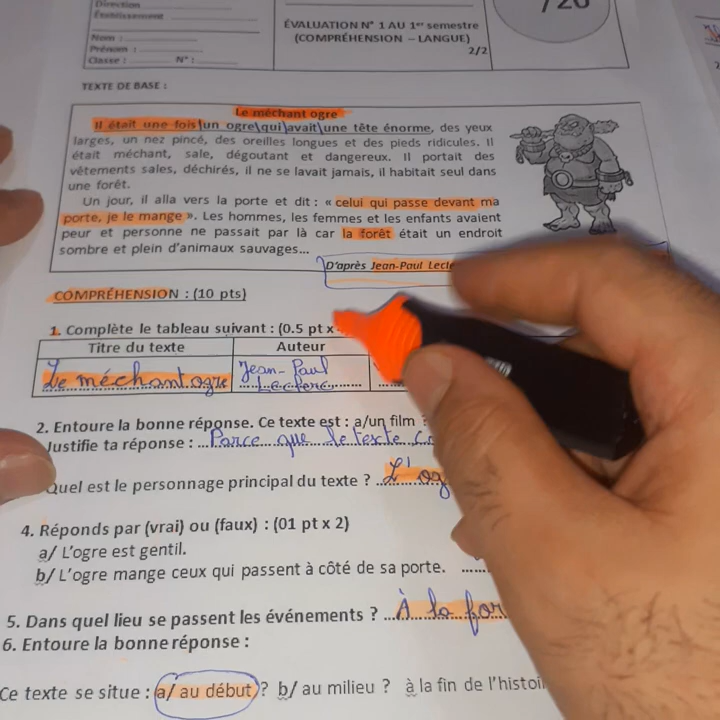 Direction
Établissement
Nom :
Prénom :
Classe : N° :
ÉVALUATION N° 1 AU 1er semestre
(COMPRÉHENSION – LANGUE)
2/2
/20
TEXTE DE BASE :
Le méchant ogre
Il était une fois un ogre qui avait une tête énorme, des yeux
larges, un nez pincé, des oreilles longues et des pieds ridicules. Il
était méchant, sale, dégoutant et dangereux. Il portait des
vêtements sales, déchirés, il ne se lavait jamais, il habitait seul dans
une forêt.
Un jour, il alla vers la porte et dit : « celui qui passe devant ma
porte, je le mange ». Les hommes, les femmes et les enfants avaient
peur et personne ne passait par là car la forêt était un endroit
sombre et plein d'animaux sauvages...
D'après Jean-Paul Lecle
COMPRÉHENSION : (10 pts)
1. Complète le tableau suivant : (0.5 pt x
Titre du texte Auteur
Le méchant ogre Jean-Paul
Leclerc
2. Entoure la bonne réponse. Ce texte est : a/un film ?
Justifie ta réponse : ...Parce que le texte co
Quel est le personnage principal du texte ? ...L'og
4. Réponds par (vrai) ou (faux) : (01 pt x 2)
a/ L'ogre est gentil.
b/ L'ogre mange ceux qui passent à côté de sa porte. ......
5. Dans quel lieu se passent les événements ? ...À la for
6. Entoure la bonne réponse :
Ce texte se situe : a/ au début ? b/ au milieu ? à la fin de l'histoi